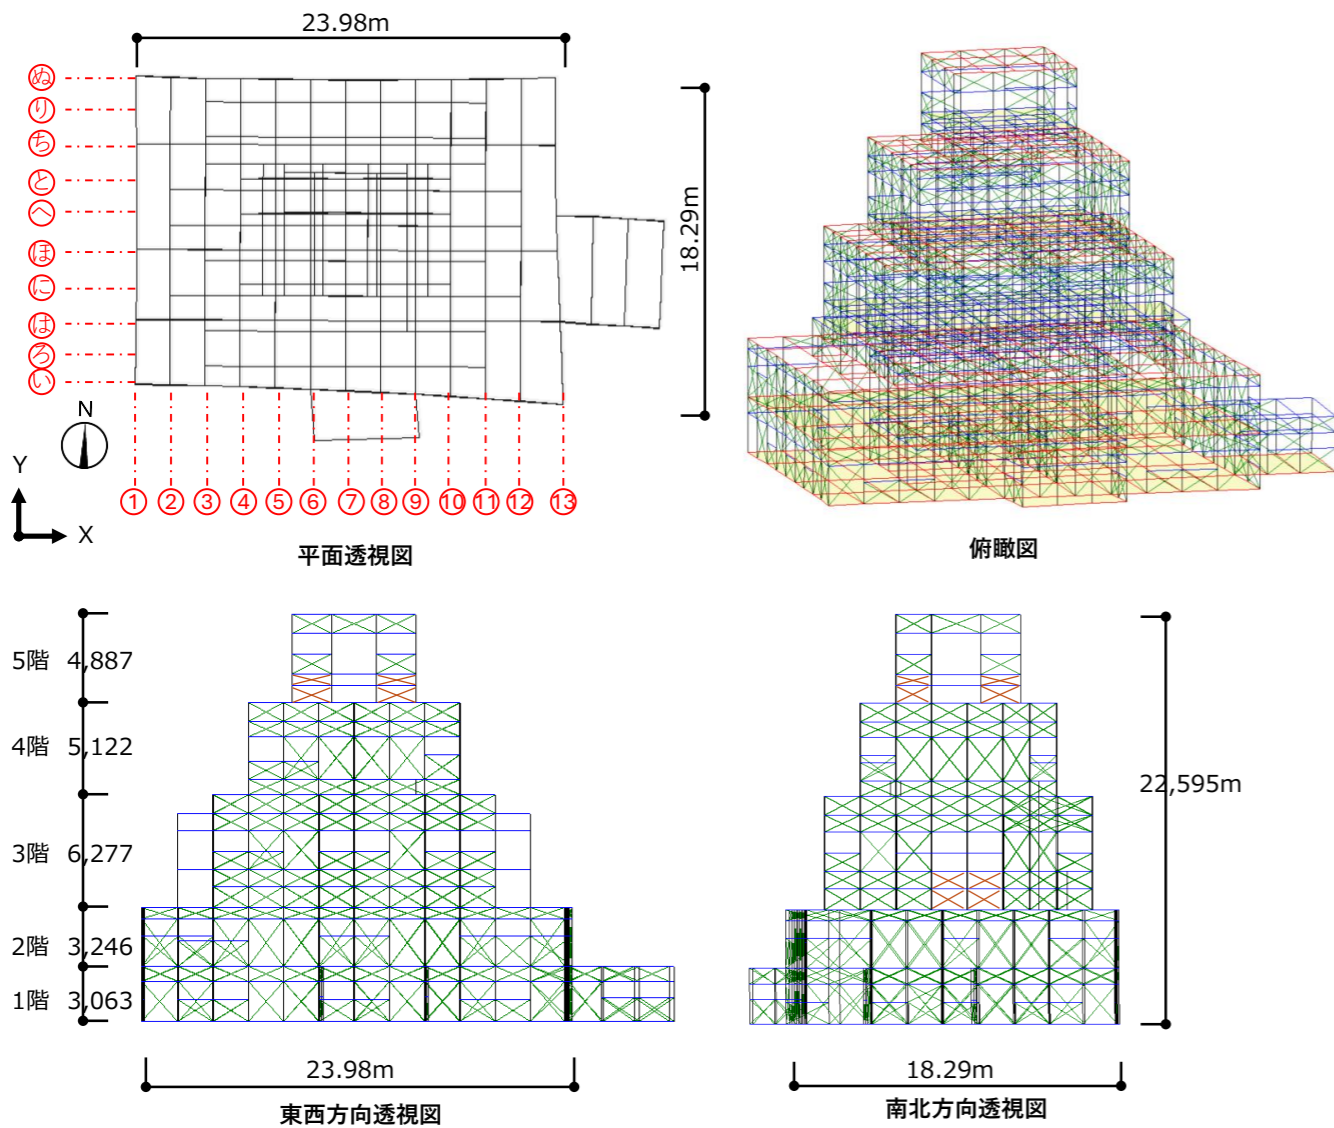 23.98m
ぬ
り
ち
と
へ
ほ
に
は
ろ
い
N
Y
X
1 2 3 4 5 6 7 8 9 10 11 12 13
平面透視図
18.29m
俯瞰図
5階 4,887
4階 5,122
3階 6,277
2階 3,246
1階 3,063
23.98m
東西方向透視図
22,595m
18.29m
南北方向透視図